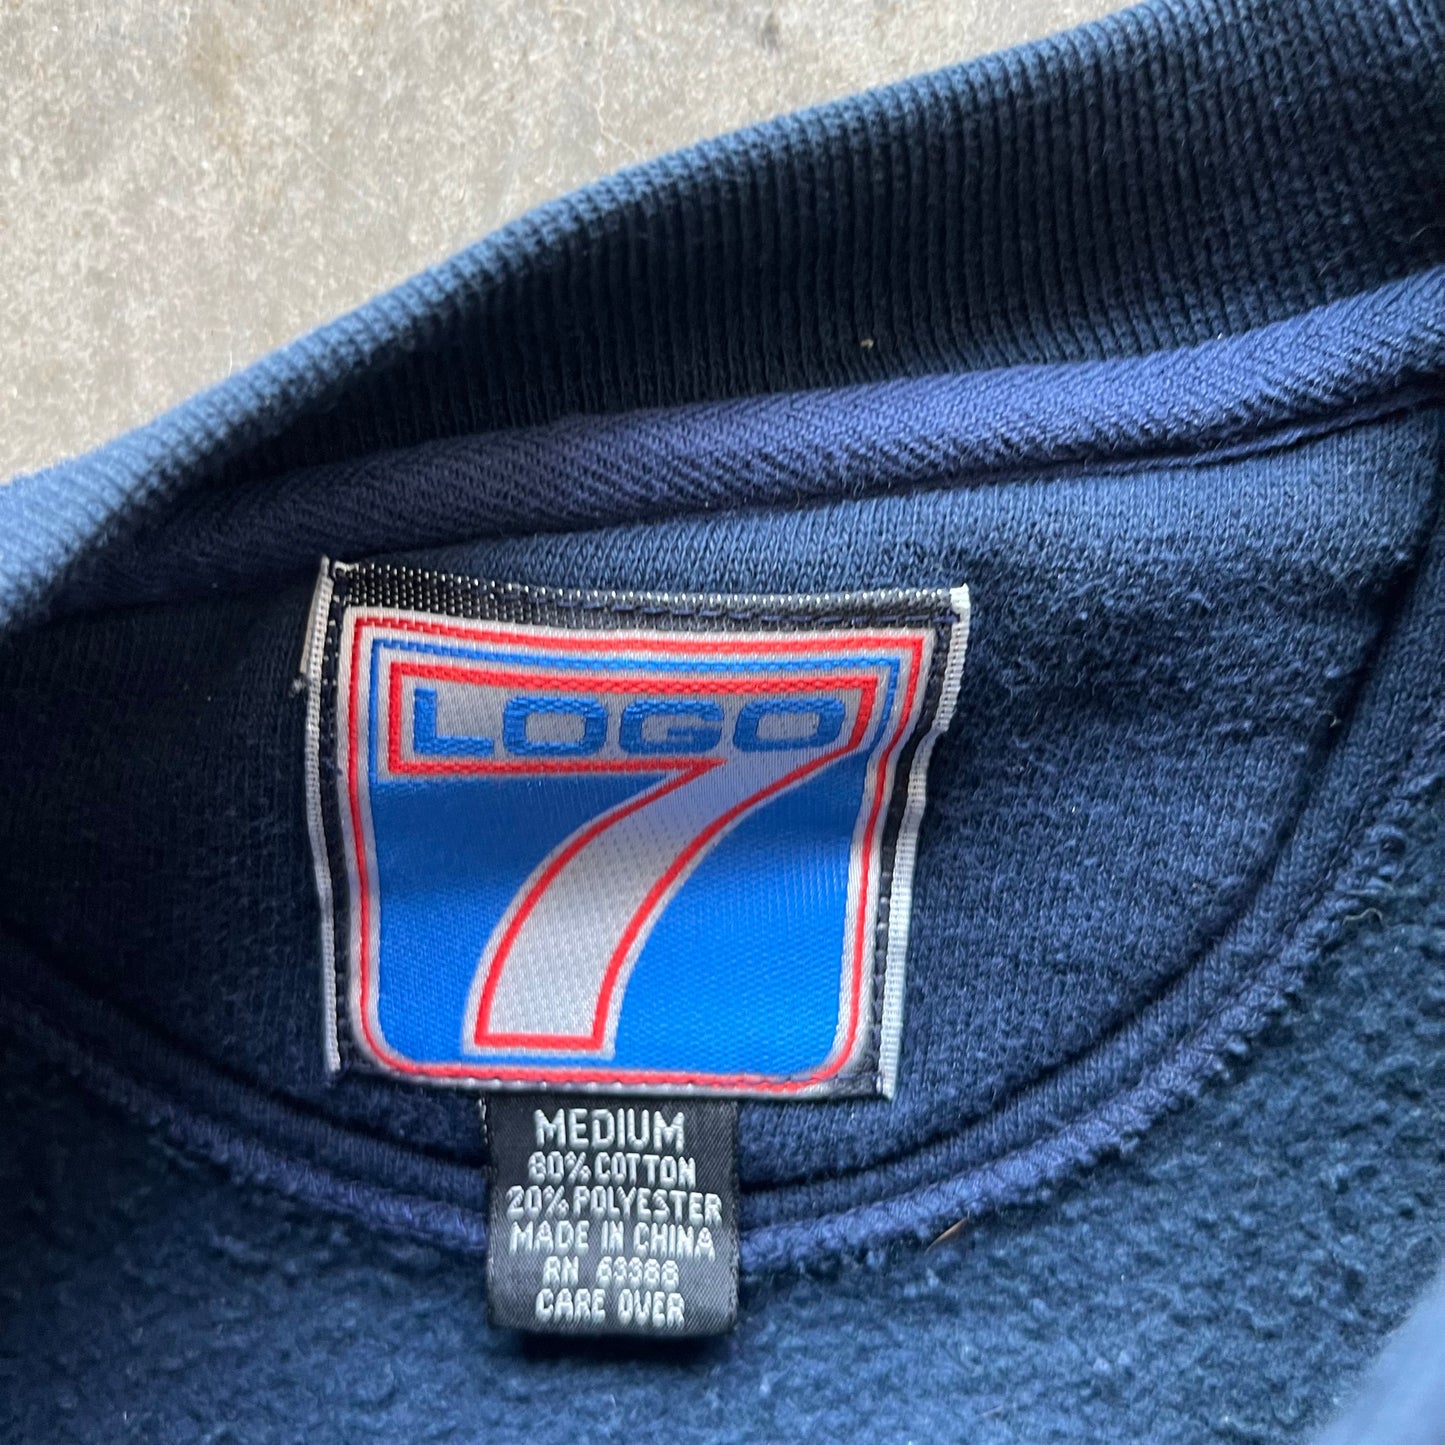 LOGO
7
MEDIUM
80% COTTON
20% POLYESTER
MADE IN CHINA
RN 63388
CARE OVER